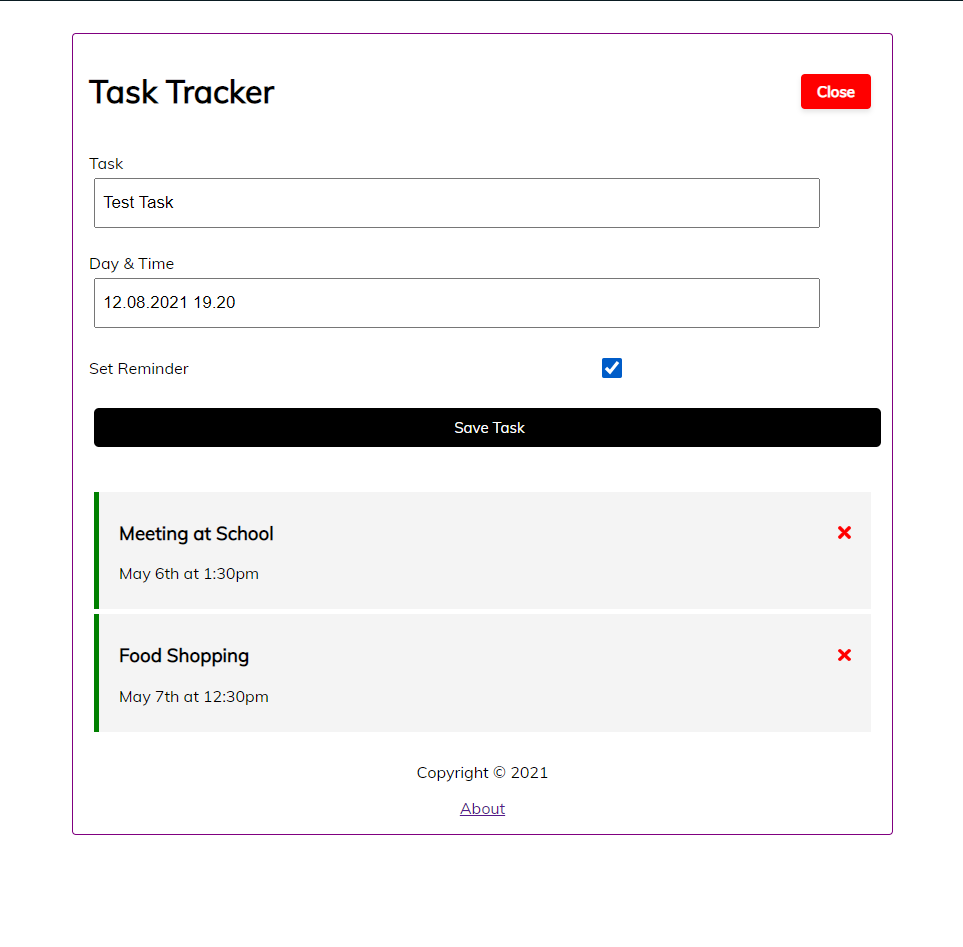 Task Tracker
Close
Task
Test Task
Day & Time
12.08.2021 19.20
Set Reminder
Save Task
Meeting at School
May 6th at 1:30pm
Food Shopping
May 7th at 12:30pm
Copyright © 2021
About